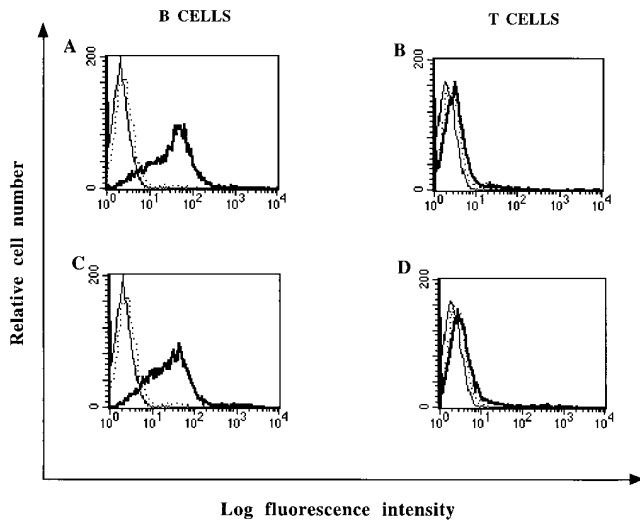 B CELLS
T CELLS
A
200
0
10⁰ 10¹ 10² 10³ 10⁴
B
200
0
10⁰ 10¹ 10² 10³ 10⁴
C
200
0
10⁰ 10¹ 10² 10³ 10⁴
D
200
0
10⁰ 10¹ 10² 10³ 10⁴
Relative cell number
Log fluorescence intensity